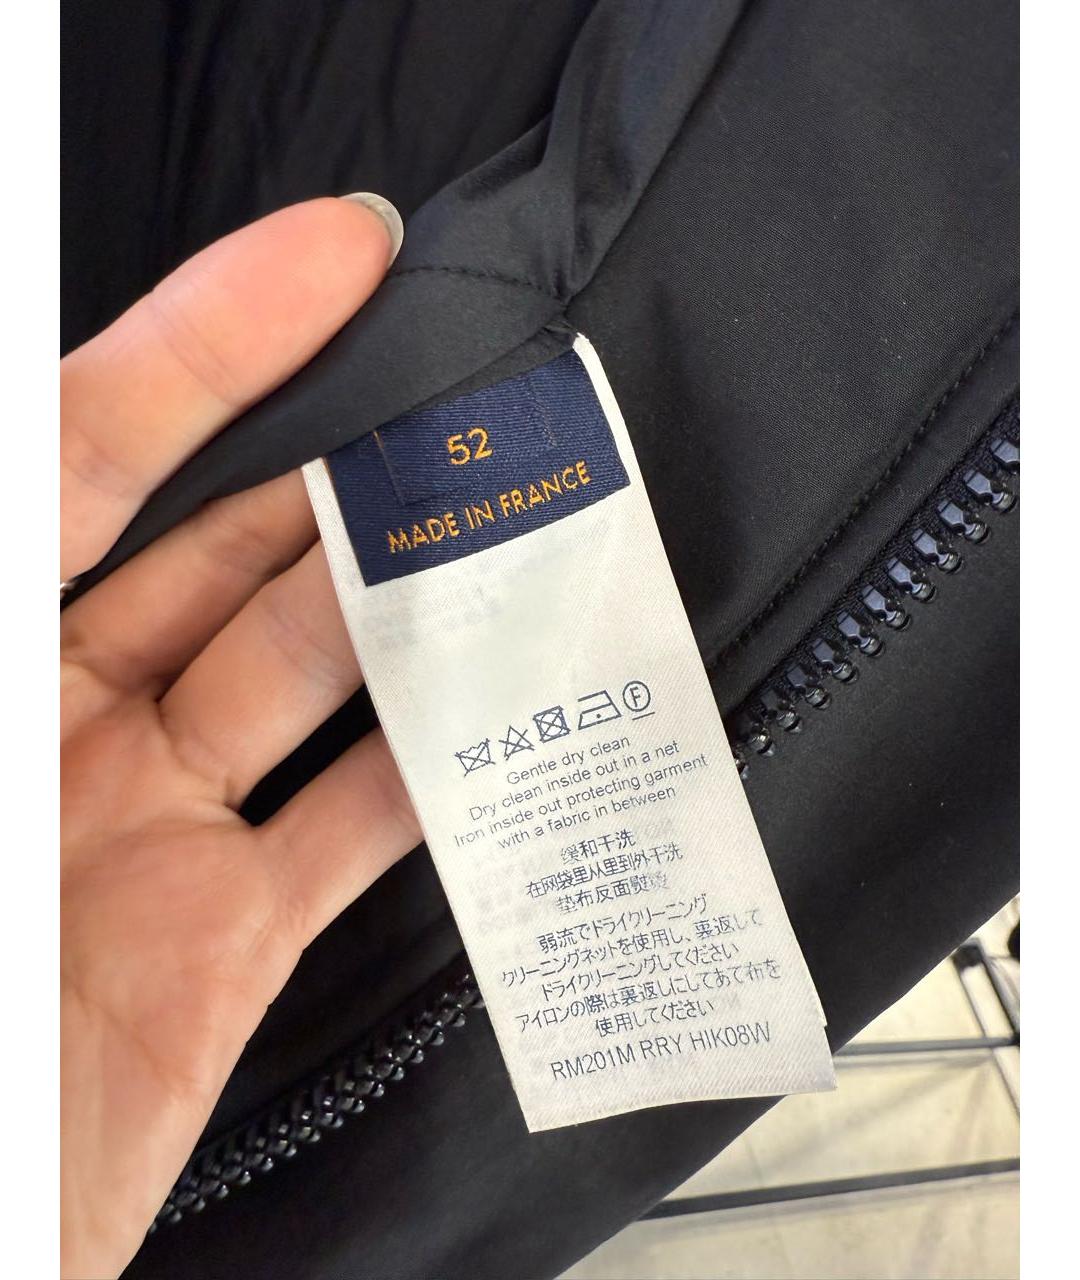 52
MADE IN FRANCE
F
Gentle dry clean
Dry clean inside out in a net
Iron inside out protecting garment
with a fabric in between
缓和干洗
在网袋里从里到外干洗
垫布反面熨烫
弱流でドライクリーニング
クリーニングネットを使用し、裏返して
ドライクリーニングしてください
アイロンの際は裏返しにしてあて布を
使用してください
RM201M RRY HIK08W